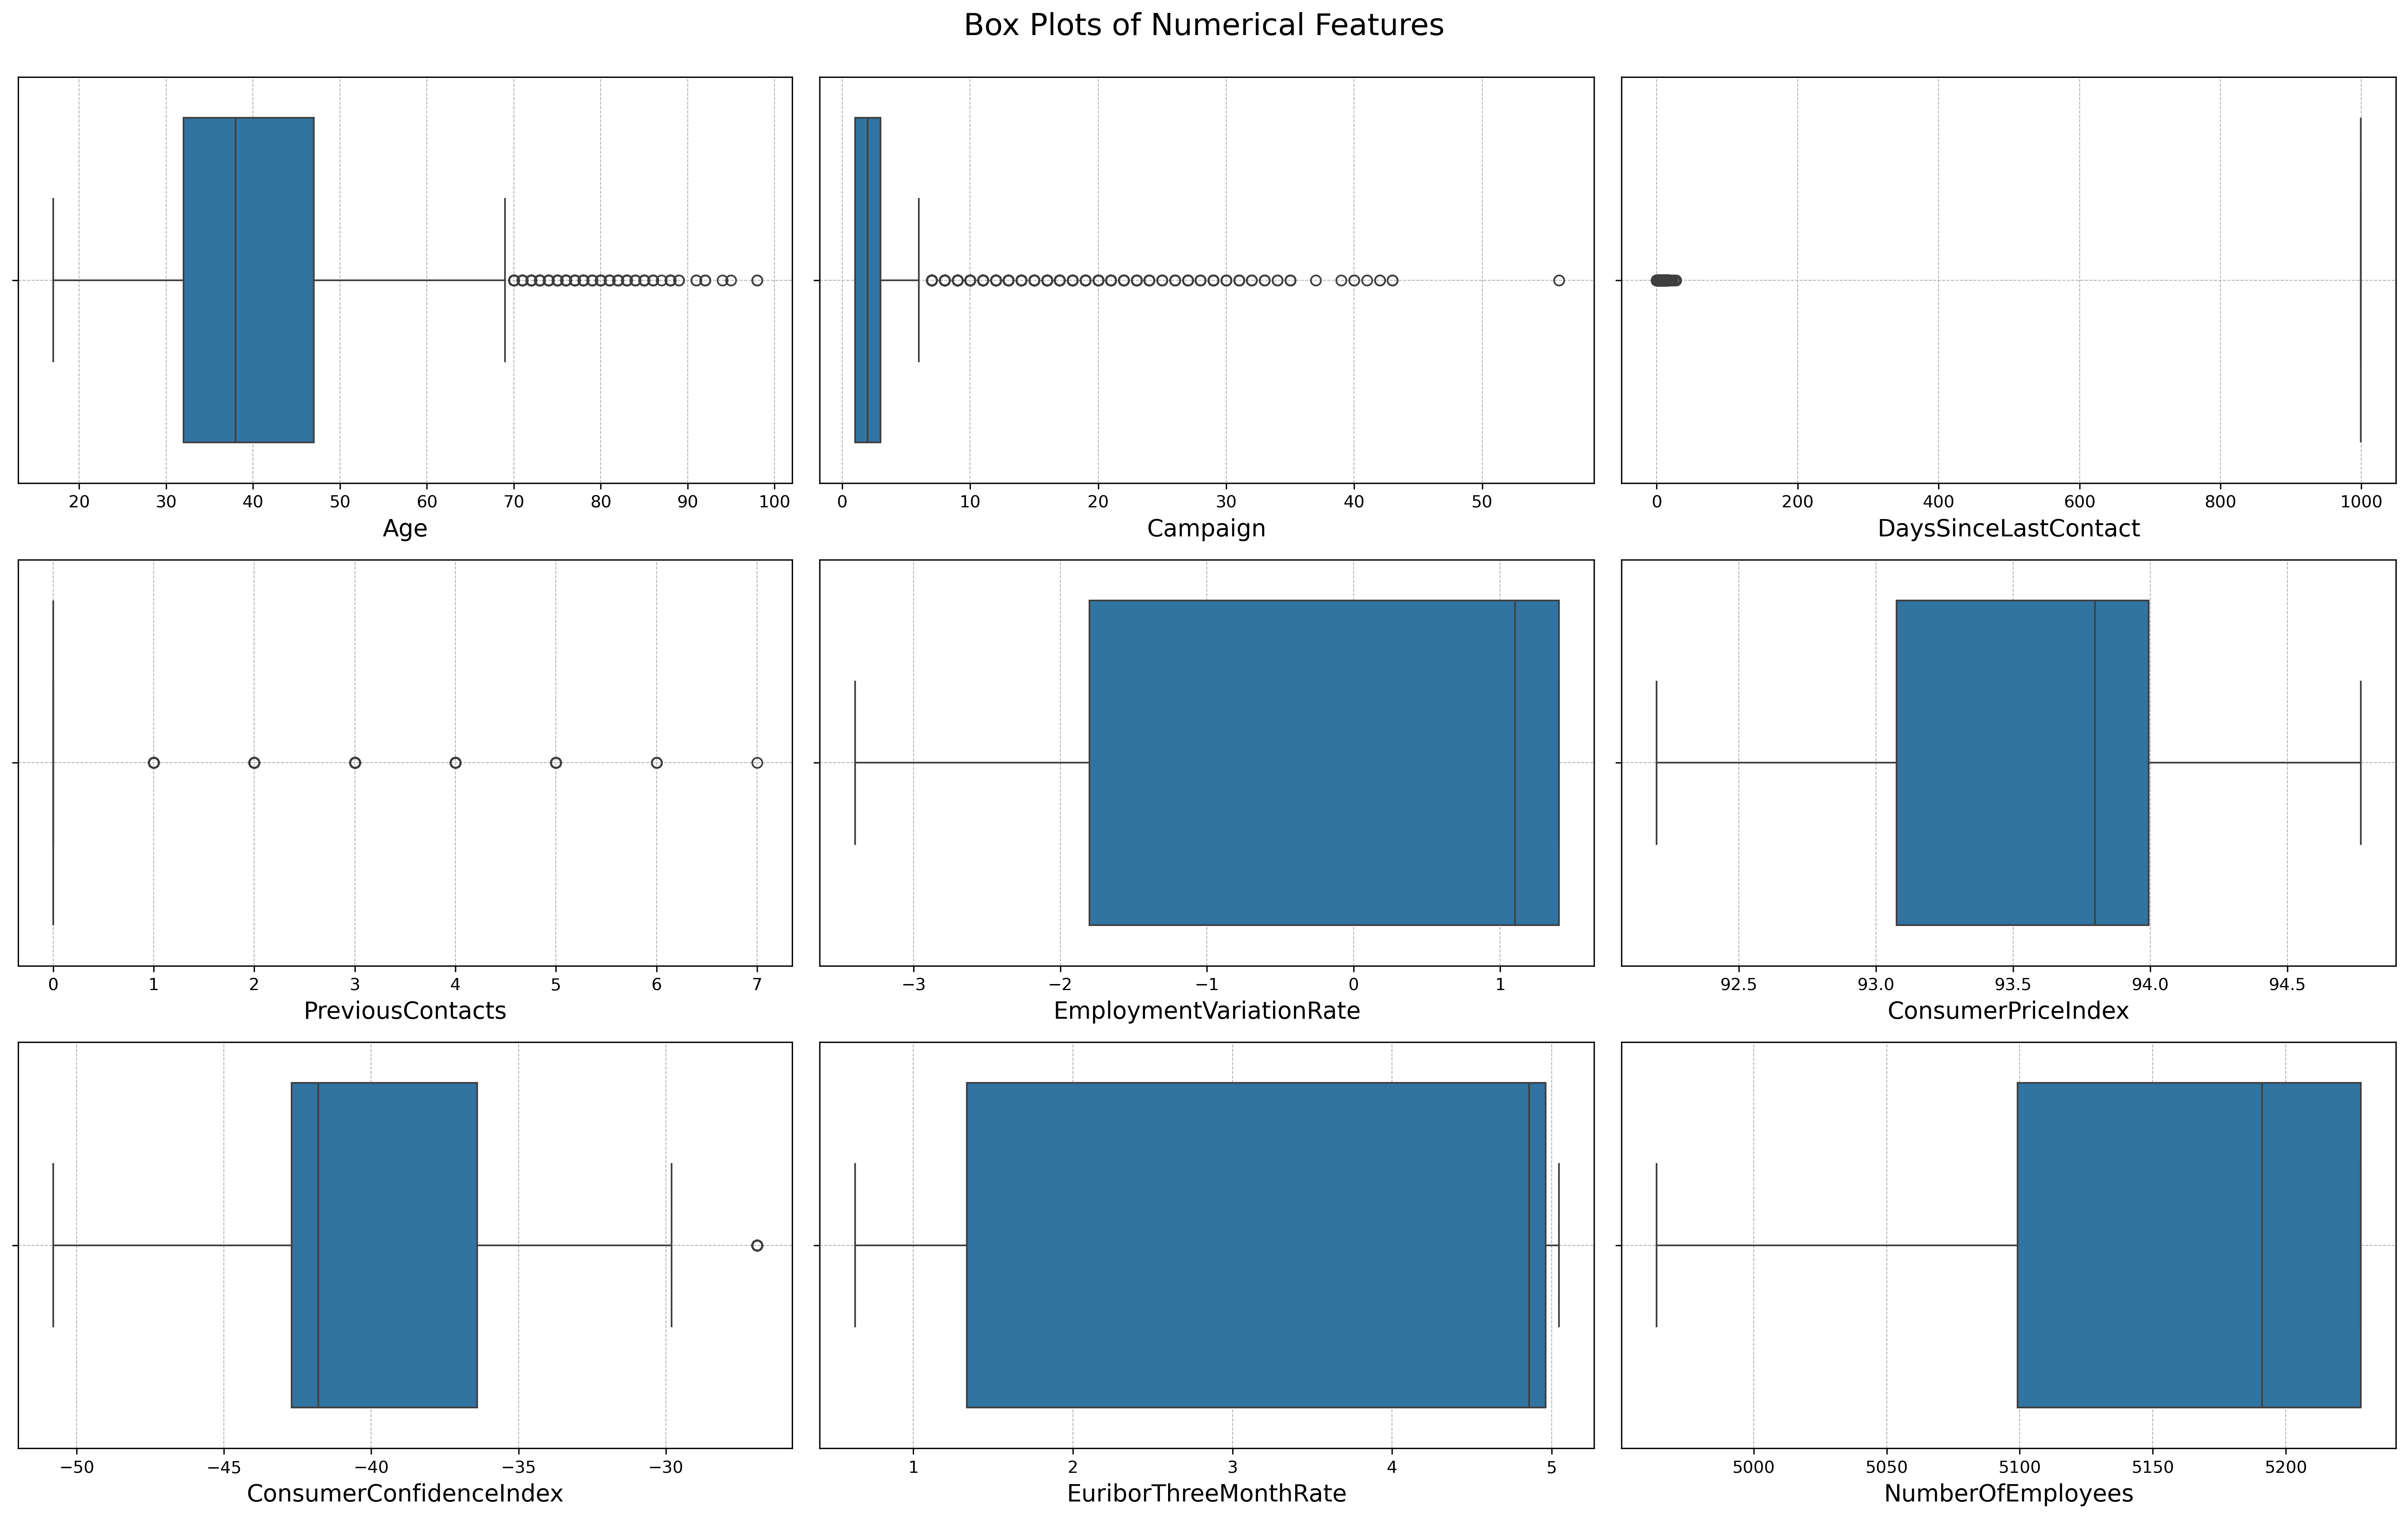 Box Plots of Numerical Features
20 30 40 50 60 70 80 90 100
Age
0 10 20 30 40 50
Campaign
0 200 400 600 800 1000
DaysSinceLastContact
0 1 2 3 4 5 6 7
PreviousContacts
−3 −2 −1 0 1
EmploymentVariationRate
92.5 93.0 93.5 94.0 94.5
ConsumerPriceIndex
−50 −45 −40 −35 −30
ConsumerConfidenceIndex
1 2 3 4 5
EuriborThreeMonthRate
5000 5050 5100 5150 5200
NumberOfEmployees